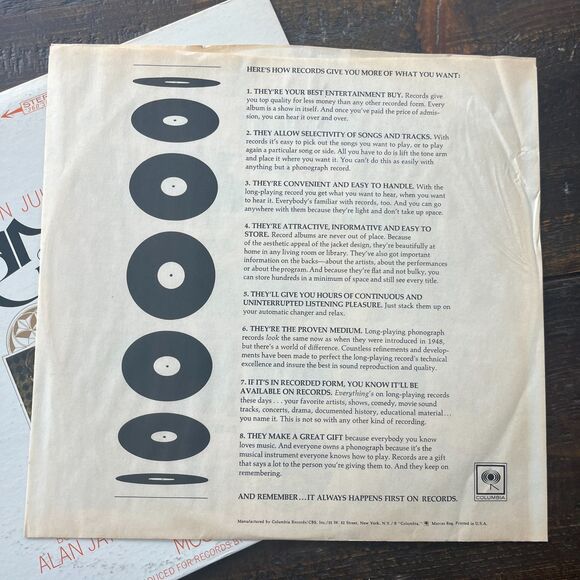 HERE'S HOW RECORDS GIVE YOU MORE OF WHAT YOU WANT:
1. THEY'RE YOUR BEST ENTERTAINMENT BUY. Records give
you top quality for less money than any other recorded form. Every
album is a show in itself. And once you've paid the price of admis-
sion, you can hear it over and over.
2. THEY ALLOW SELECTIVITY OF SONGS AND TRACKS. With
records it's easy to pick out the songs you want to play, or to play
again a particular song or side. All you have to do is lift the tone arm
and place it where you want it. You can't do this as easily with
anything but a phonograph record.
3. THEY'RE CONVENIENT AND EASY TO HANDLE. With the
long-playing record you get what you want to hear, when you want
to hear it. Everybody's familiar with records, too. And you can go
anywhere with them because they're light and don't take up space.
4. THEY'RE ATTRACTIVE, INFORMATIVE AND EASY TO
STORE. Record albums are never out of place. Because
of the aesthetic appeal of the jacket design, they're beautifully at
home in any living room or library. They've also got important
information on the backs—about the artists, about the performances
or about the program. And because they're flat and not bulky, you
can store hundreds in a minimum of space and still see every title.
5. THEY'LL GIVE YOU HOURS OF CONTINUOUS AND
UNINTERRUPTED LISTENING PLEASURE. Just stack them up on
your automatic changer and relax.
6. THEY'RE THE PROVEN MEDIUM. Long-playing phonograph
records look the same now as when they were introduced in 1948,
but there's a world of difference. Countless refinements and develop-
ments have been made to perfect the long-playing record's technical
excellence and insure the best in sound reproduction and quality.
7. IF IT'S IN RECORDED FORM, YOU KNOW IT'LL BE
AVAILABLE ON RECORDS. Everything's on long-playing records
these days . . . your favorite artists, shows, comedy, movie sound
tracks, concerts, drama, documented history, educational material...
you name it. This is not so with any other kind of recording.
8. THEY MAKE A GREAT GIFT because everybody you know
loves music. And everyone owns a phonograph because it's the
musical instrument everyone knows how to play. Records are a gift
that says a lot to the person you're giving them to. And they keep on
remembering.
AND REMEMBER...IT ALWAYS HAPPENS FIRST ON RECORDS.
COLUMBIA
Manufactured by Columbia Records/CBS, Inc./51 W. 52 Street, New York, N.Y./® "Columbia," Marcas Reg. Printed in U.S.A.
ALAN JA